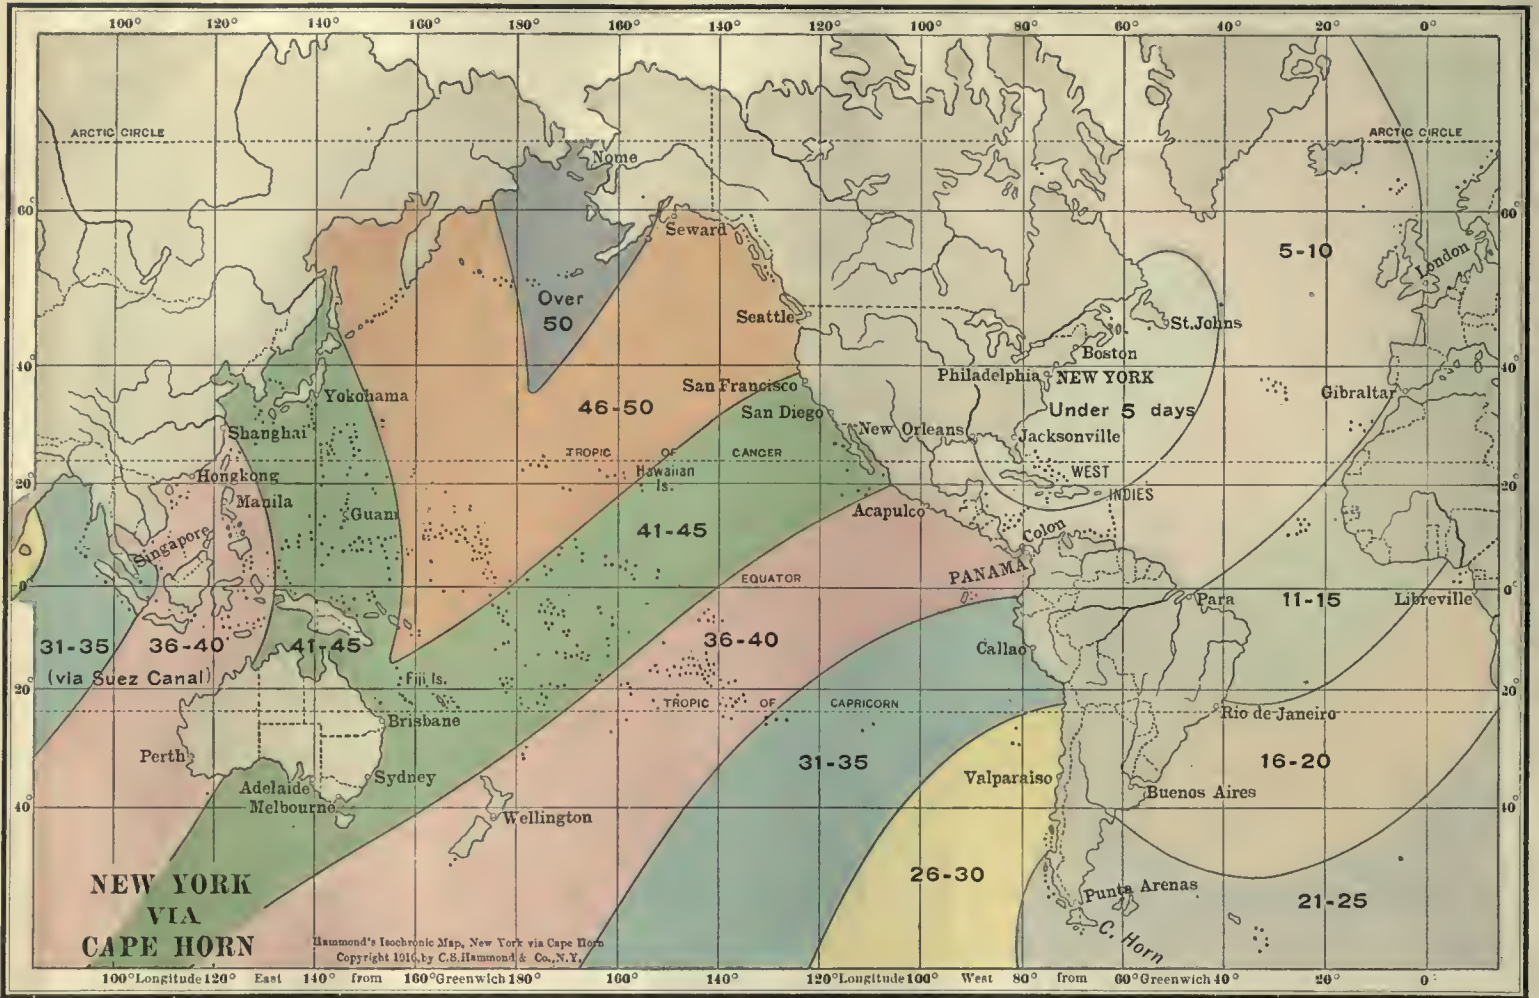 100° 120° 140° 160° 180° 160° 140° 120° 100° 80° 60° 40° 20° 0°
ARCTIC CIRCLE
ARCTIC CIRCLE
Nome
60°
60°
Seward
5-10
London
Over
50
Seattle
St.Johns
Boston
40°
40°
Philadelphia
NEW YORK
San Francisco
Gibraltar
Yokohama
46-50
San Diego
Under 5 days
Shanghai
New Orleans
Jacksonville
TROPIC OF CANCER
Hawaiian
Is.
WEST
INDIES
Hongkong
20°
20°
Manila
Guam
Acapulco
41-45
Colon
Singapore
PANAMA
EQUATOR
0°
0°
Para
11-15
Libreville
31-35
36-40
41-45
36-40
Callao
(via Suez Canal)
Fiji Is.
20°
20°
TROPIC OF CAPRICORN
Brisbane
Rio de Janeiro
Perth
31-35
16-20
Sydney
Valparaiso
Adelaide
Buenos Aires
Melbourne
40°
40°
Wellington
26-30
NEW YORK
VIA
CAPE HORN
Punta Arenas
21-25
C. Horn
Hammond's Isochronic Map, New York via Cape Horn
Copyright 1916, by C.S.Hammond & Co., N.Y.
100° Longitude 120° East from 160° Greenwich 180° 160° 120° Longitude 100° West 80° from 60° Greenwich 40° 20° 0°